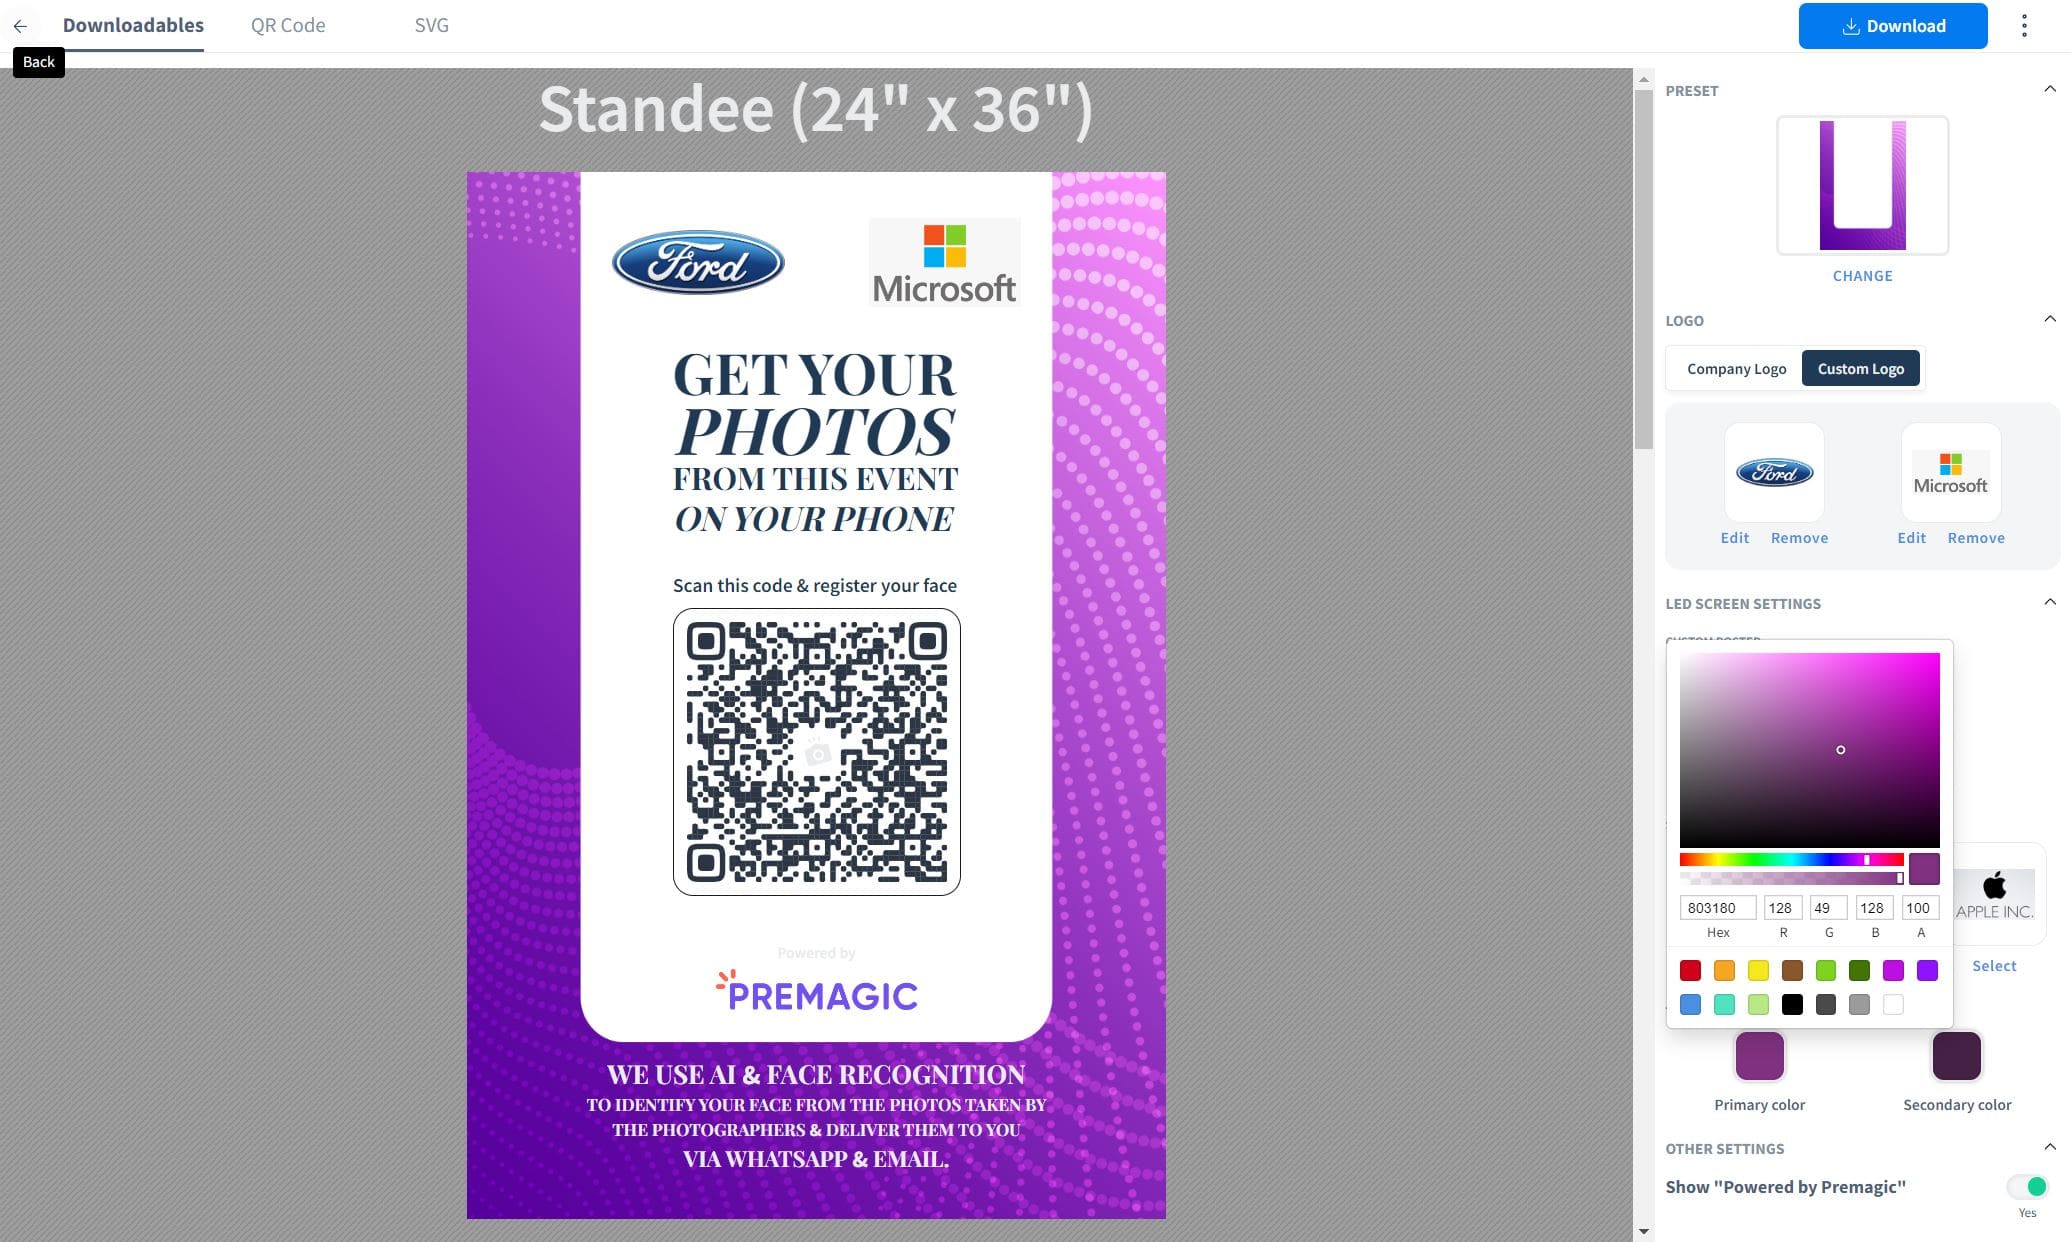 Downloadables
QR Code
SVG
Download
Back
Standee (24" x 36")
Ford
Microsoft
GET YOUR
PHOTOS
FROM THIS EVENT
ON YOUR PHONE
Scan this code & register your face
Powered by
PREMAGIC
WE USE AI & FACE RECOGNITION
TO IDENTIFY YOUR FACE FROM THE PHOTOS TAKEN BY
THE PHOTOGRAPHERS & DELIVER THEM TO YOU
VIA WHATSAPP & EMAIL.
PRESET
CHANGE
LOGO
Company Logo
Custom Logo
Ford
Microsoft
Edit Remove
Edit Remove
LED SCREEN SETTINGS
CUSTOM POSTER
803180 128 49 128 100
Hex R G B A
APPLE INC.
Select
Primary color
Secondary color
OTHER SETTINGS
Show "Powered by Premagic"
Yes